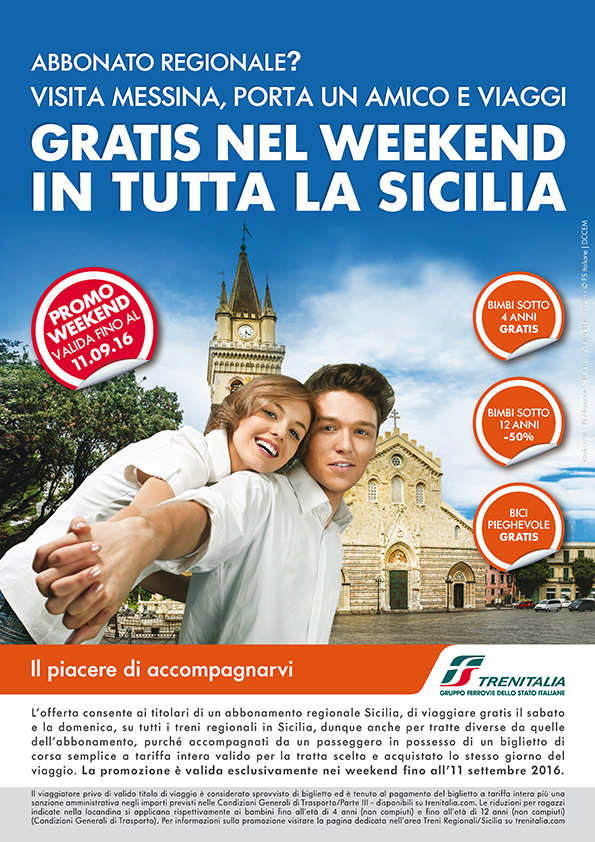 ABBONATO REGIONALE?
VISITA MESSINA, PORTA UN AMICO E VIAGGI
GRATIS NEL WEEKEND
IN TUTTA LA SICILIA
PROMO
WEEKEND
VALIDA FINO AL
11.09.16
BIMBI SOTTO
4 ANNI
GRATIS
BIMBI SOTTO
12 ANNI
-50%
BICI
PIEGHEVOLE
GRATIS
© FS Italiane | DCCEM
Il piacere di accompagnarvi
TRENITALIA
GRUPPO FERROVIE DELLO STATO ITALIANE
L'offerta consente ai titolari di un abbonamento regionale Sicilia, di viaggiare gratis il sabato
e la domenica, su tutti i treni regionali in Sicilia, dunque anche per tratte diverse da quelle
dell'abbonamento, purché accompagnati da un passeggero in possesso di un biglietto di
corsa semplice a tariffa intera valido per la tratta scelta e acquistato lo stesso giorno del
viaggio. La promozione è valida esclusivamente nei weekend fino all'11 settembre 2016.
Il viaggiatore privo di valido titolo di viaggio è considerato sprovvisto di biglietto ed è tenuto al pagamento del biglietto a tariffa intera più una
sanzione amministrativa negli importi previsti nelle Condizioni Generali di Trasporto/Parte III - disponibili su trenitalia.com. Le riduzioni per ragazzi
indicate nella locandina si applicano rispettivamente ai bambini fino all'età di 4 anni (non compiuti) e fino all'età di 12 anni (non compiuti)
(Condizioni Generali di Trasporto). Per informazioni sulla promozione visitare la pagina dedicata nell'area Treni Regionali/Sicilia su trenitalia.com